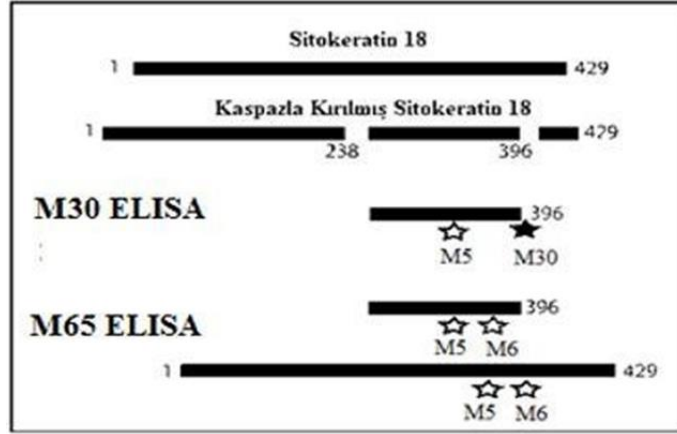 Sitokeratin 18
1 429
Kaspazla Kırılmış Sitokeratin 18
1 238 396 429
M30 ELISA
396
M5 M30
M65 ELISA
396
M5 M6
1 429
M5 M6